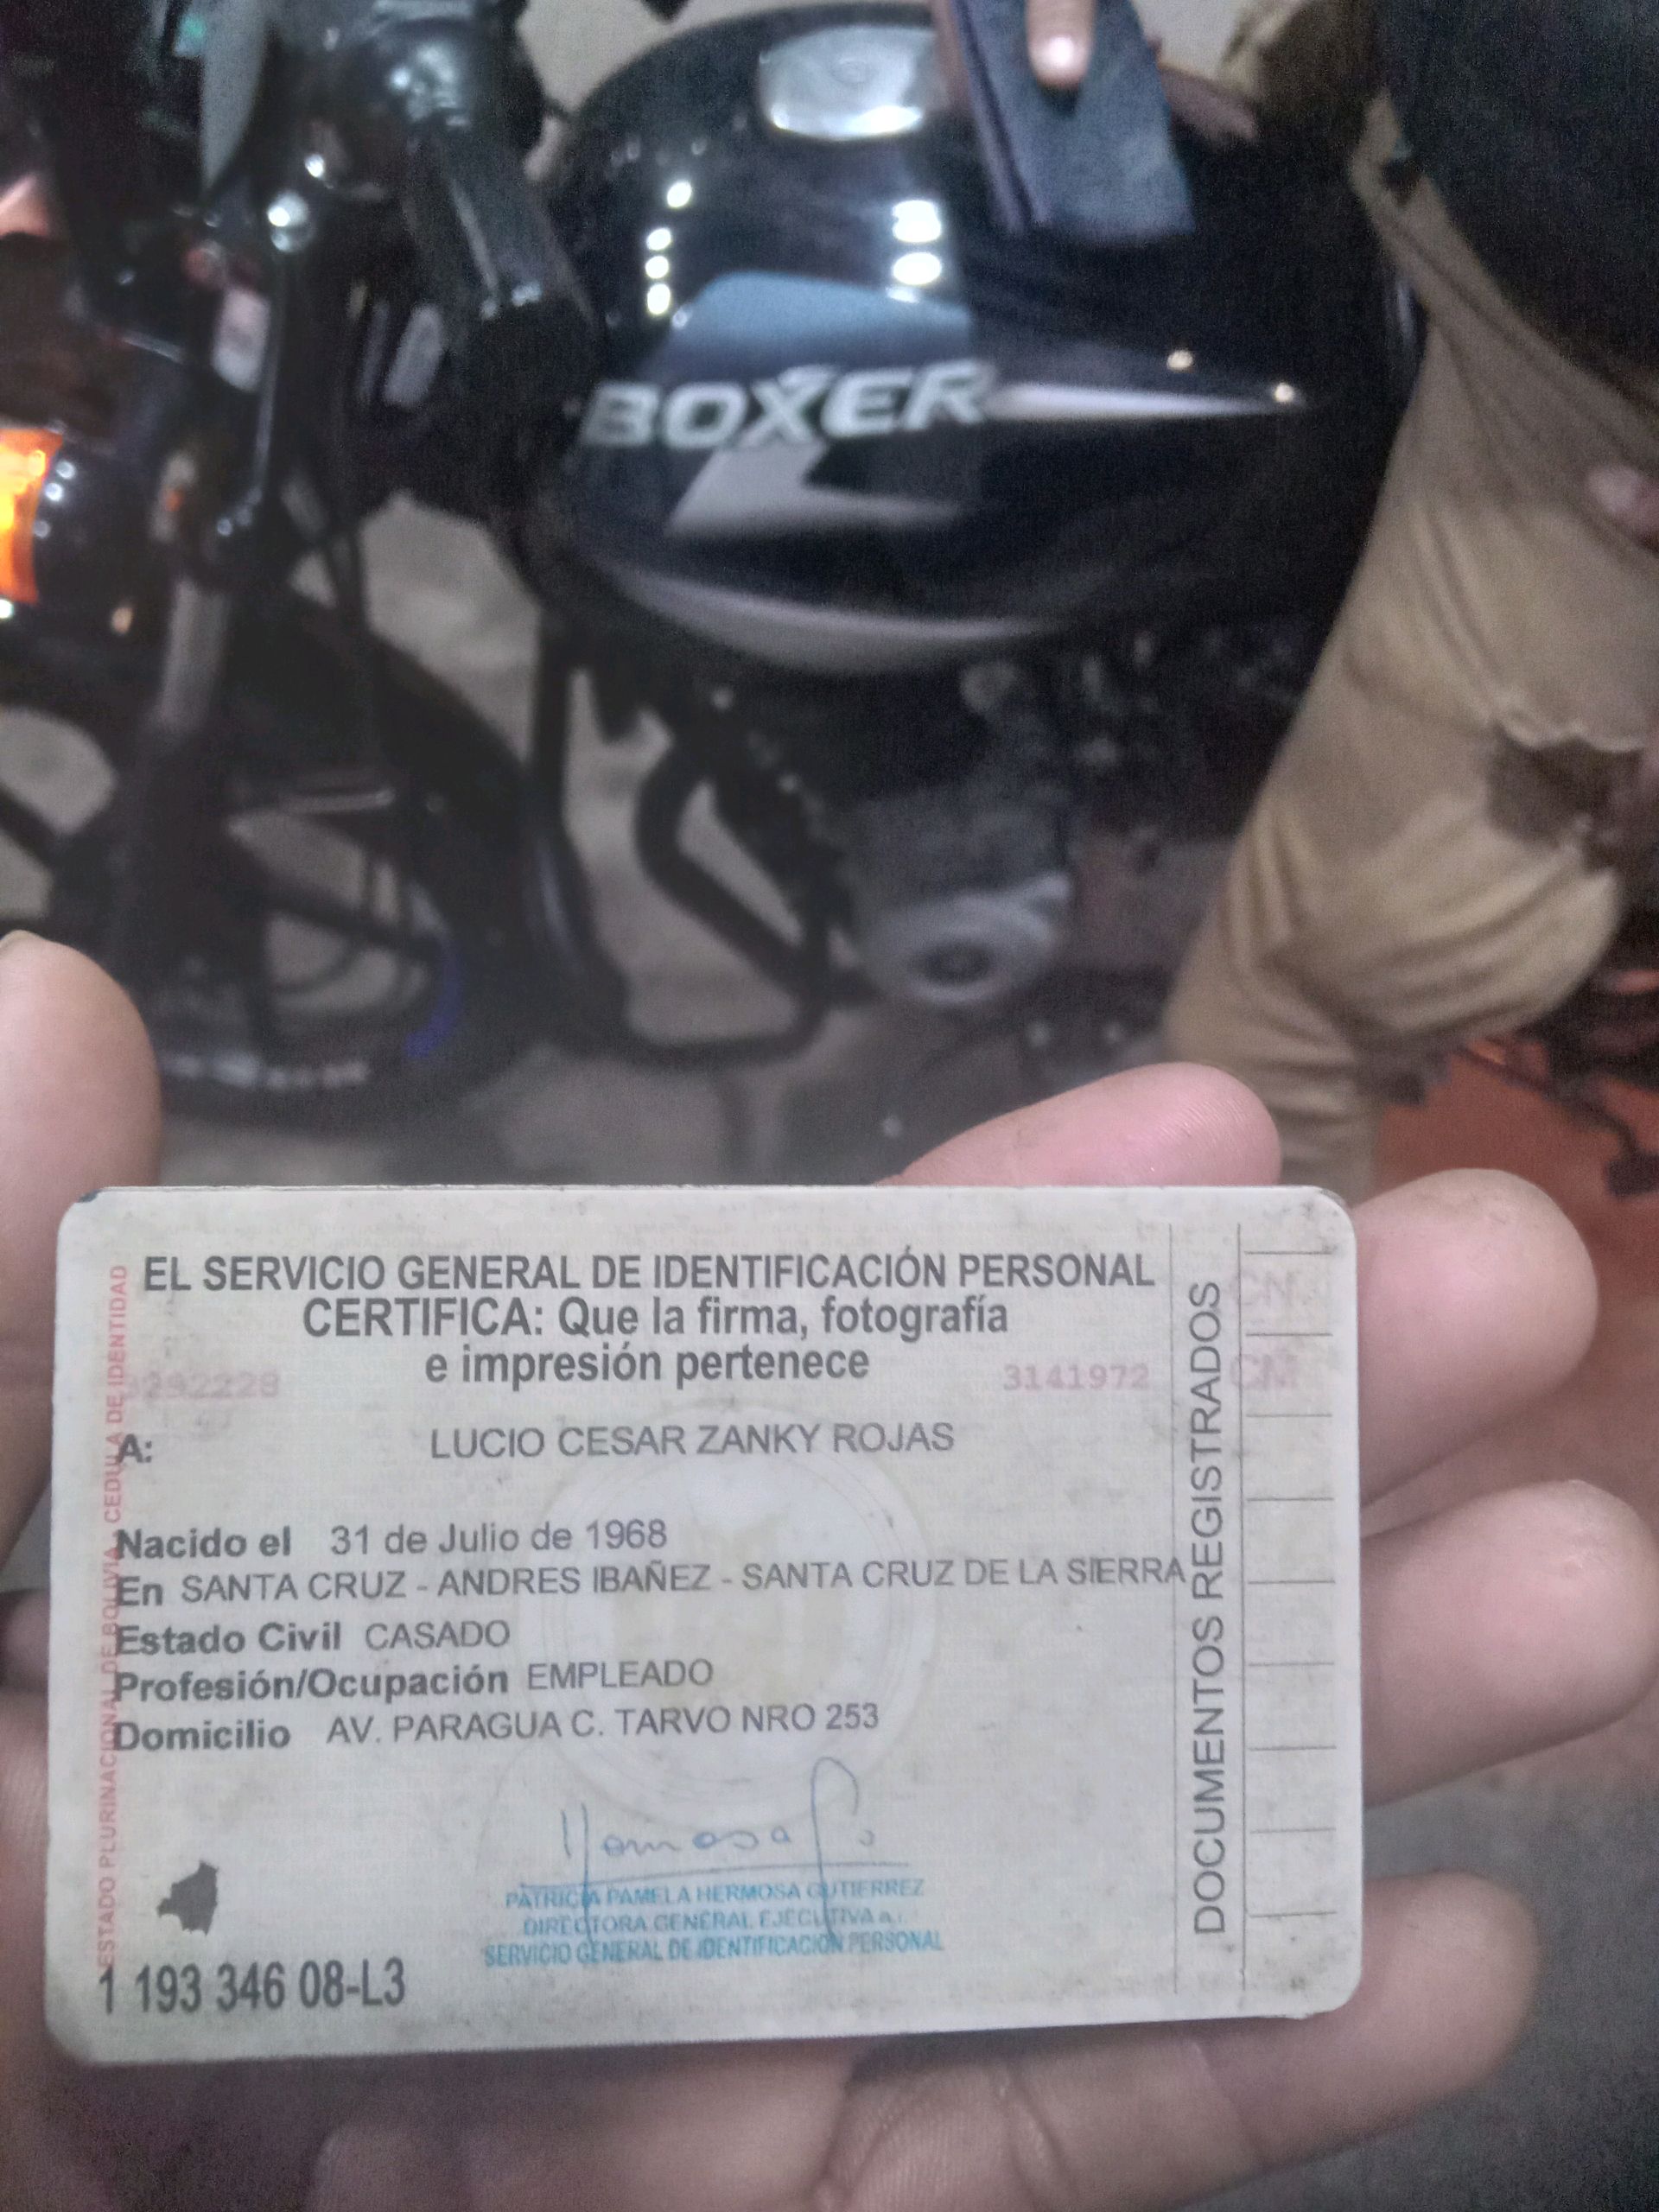 BOXER
EL SERVICIO GENERAL DE IDENTIFICACIÓN PERSONAL
CERTIFICA: Que la firma, fotografía
e impresión pertenece
3141972
CN
CM
A: LUCIO CESAR ZANKY ROJAS
Nacido el 31 de Julio de 1968
En SANTA CRUZ - ANDRES IBAÑEZ - SANTA CRUZ DE LA SIERRA
Estado Civil CASADO
Profesión/Ocupación EMPLEADO
Domicilio AV. PARAGUA C. TARVO NRO 253
PATRICIA PAMELA HERMOSA GUTIERREZ
DIRECTORA GENERAL EJECUTIVA a.i.
SERVICIO GENERAL DE IDENTIFICACIÓN PERSONAL
1 193 346 08-L3
ESTADO PLURINACIONAL DE BOLIVIA CEDULA DE IDENTIDAD
DOCUMENTOS REGISTRADOS